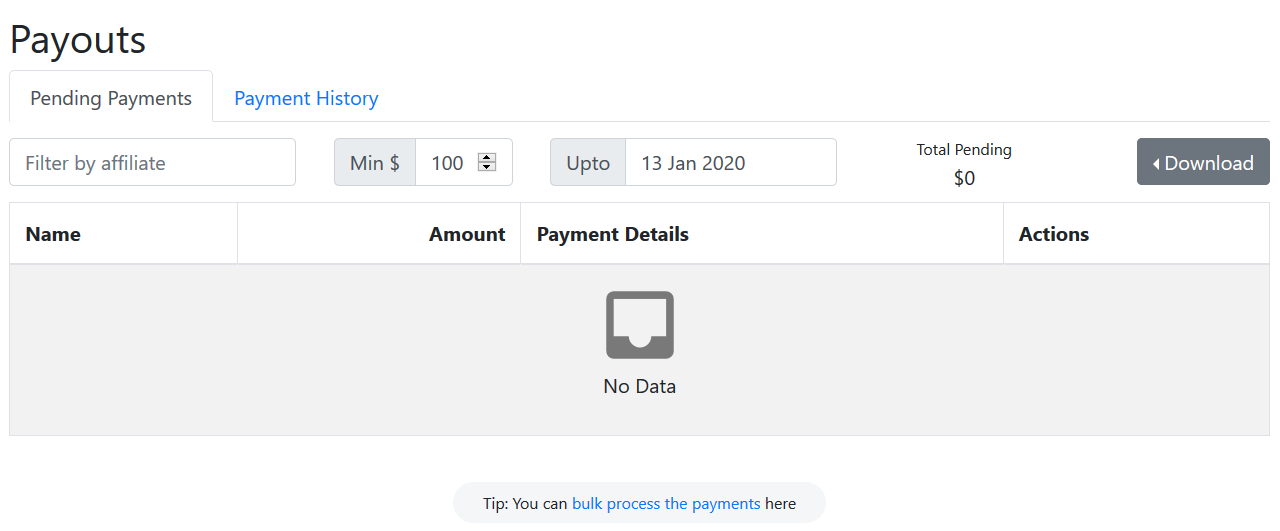 Payouts
Pending Payments Payment History
Filter by affiliate Min $ 100 Upto 13 Jan 2020 Total Pending Download
$0
Name Amount Payment Details Actions
No Data
Tip: You can bulk process the payments here